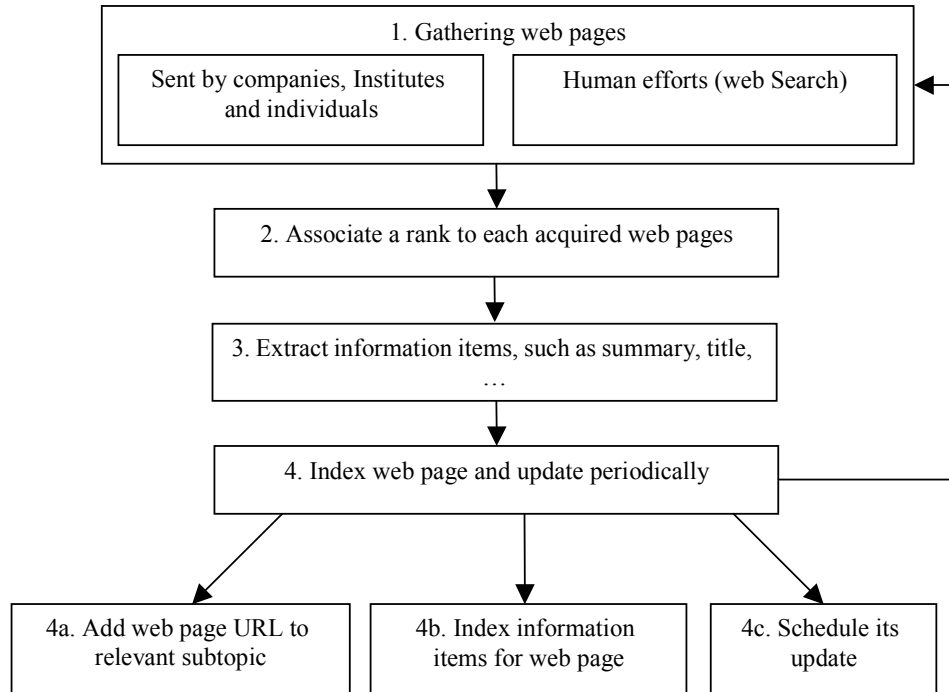 1. Gathering web pages
Sent by companies, Institutes
and individuals
Human efforts (web Search)
2. Associate a rank to each acquired web pages
3. Extract information items, such as summary, title,
…
4. Index web page and update periodically
4a. Add web page URL to
relevant subtopic
4b. Index information
items for web page
4c. Schedule its
update